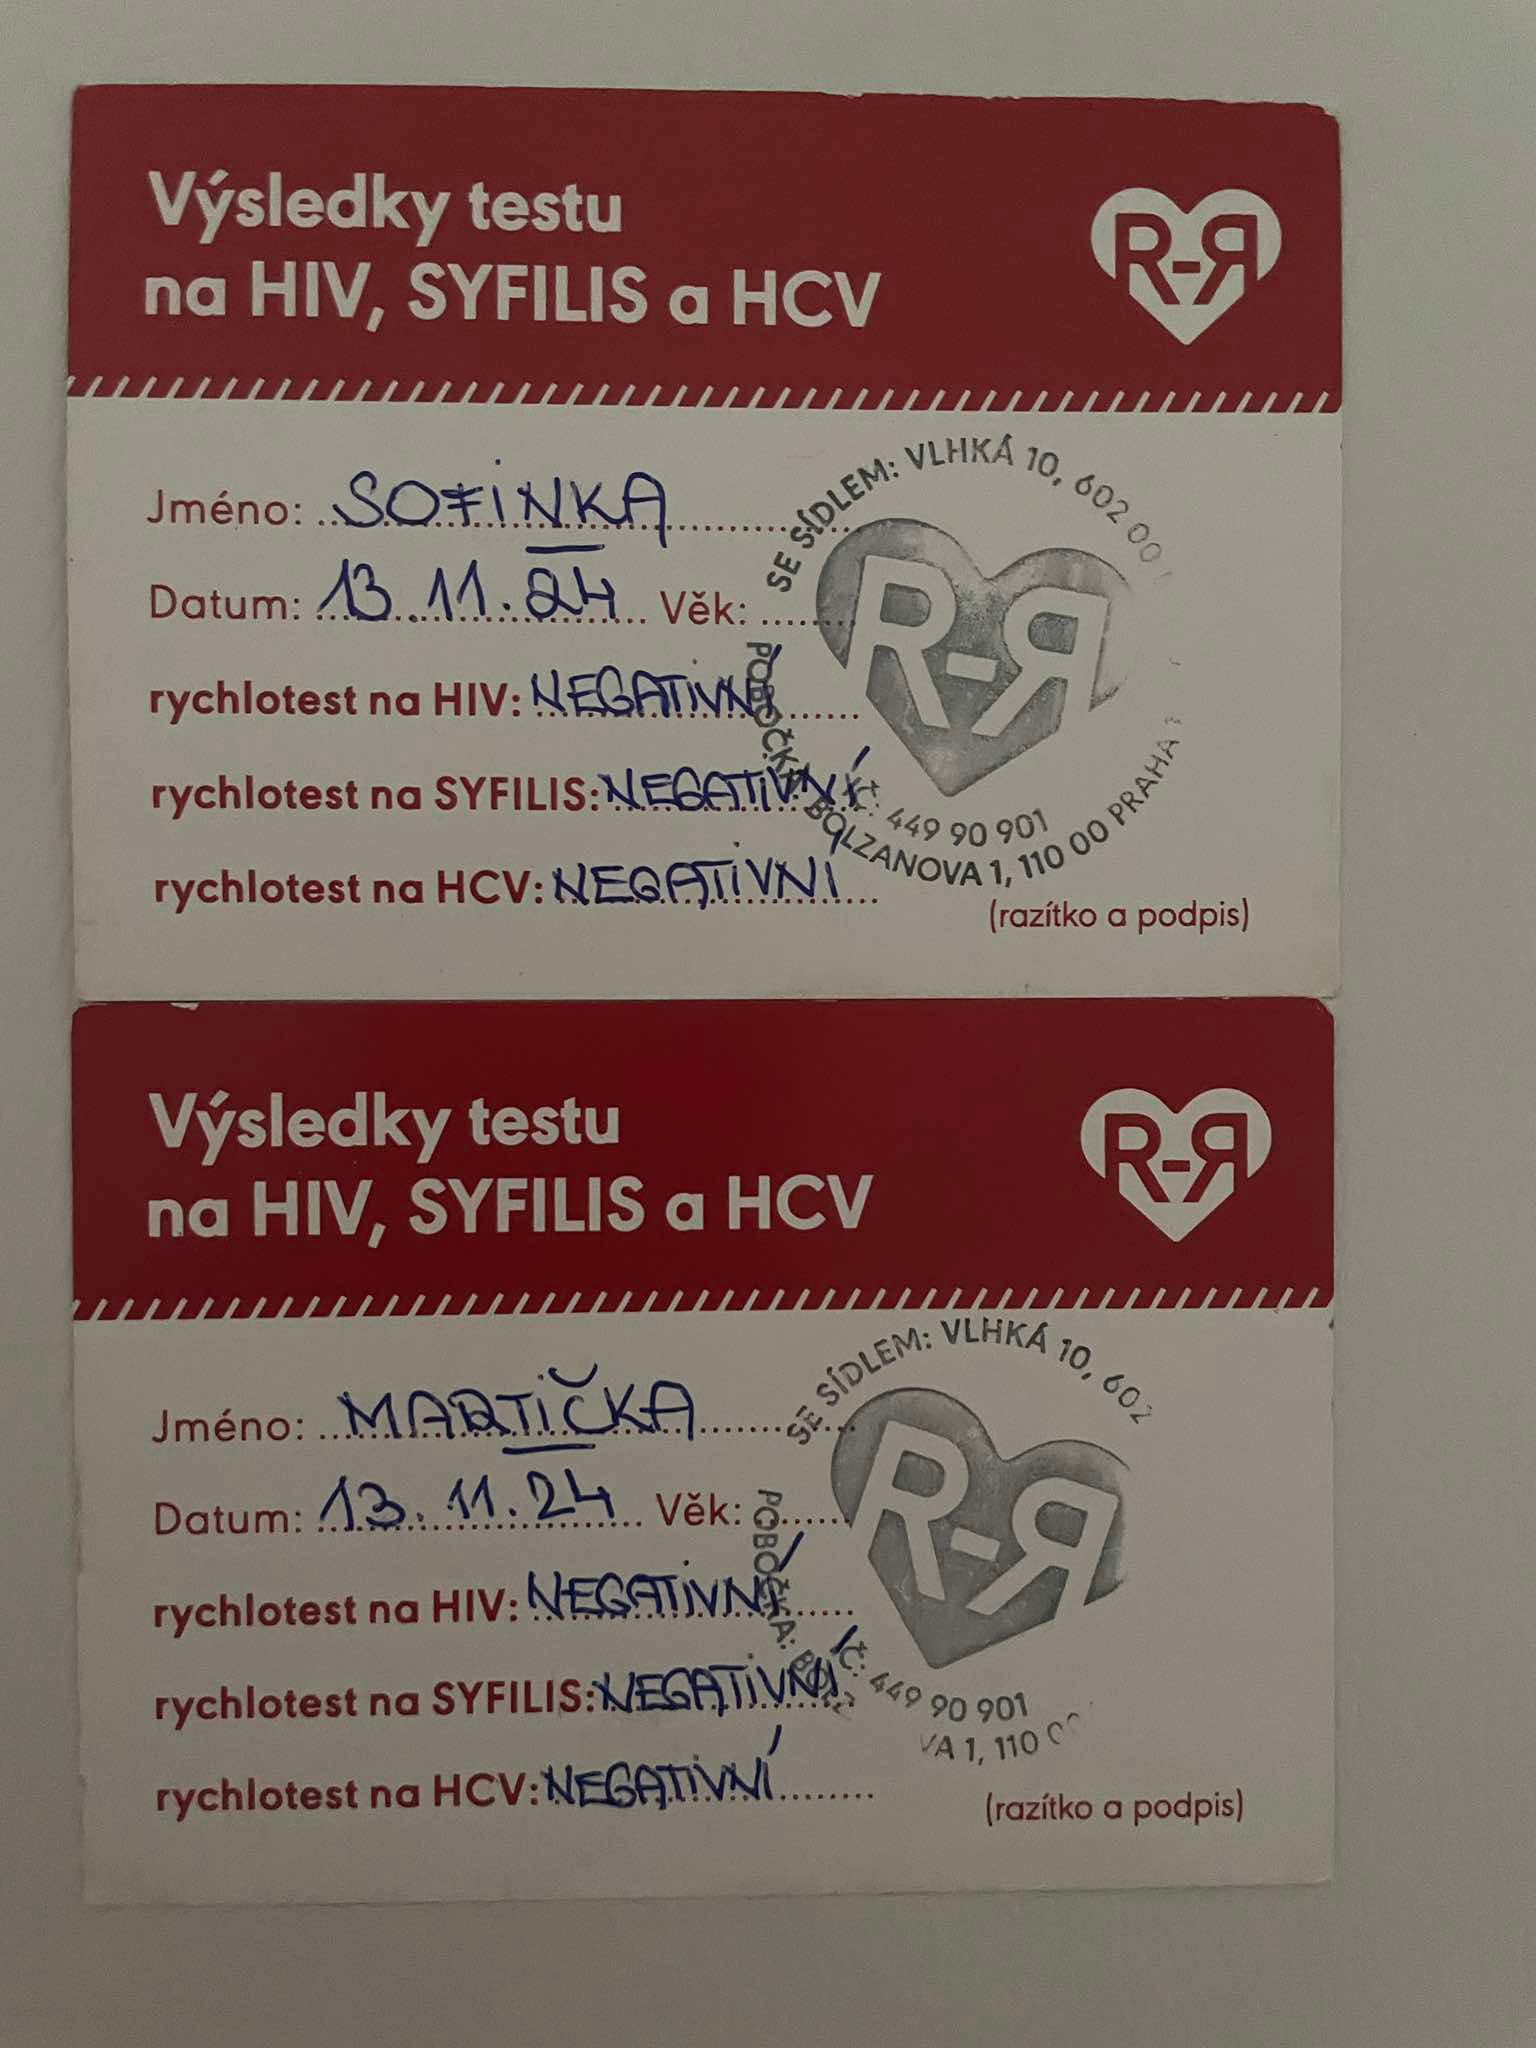 Výsledky testu
na HIV, SYFILIS a HCV
R-R
Jméno: SOFINKA
Datum: 13.11.24 Věk:
rychlotest na HIV: NEGATIVNÍ
rychlotest na SYFILIS: NEGATIVNÍ
rychlotest na HCV: NEGATIVNÍ
SE SÍDLEM: VLHKÁ 10, 602 00
R-R
IČ: 449 90 901
POBOČKA: BOLZANOVA 1, 110 00 PRAHA
(razítko a podpis)
Výsledky testu
na HIV, SYFILIS a HCV
R-R
Jméno: MARTIČKA
Datum: 13.11.24 Věk:
rychlotest na HIV: NEGATIVNÍ
rychlotest na SYFILIS: NEGATIVNÍ
rychlotest na HCV: NEGATIVNÍ
SE SÍDLEM: VLHKÁ 10, 602
R-R
IČ: 449 90 901
POBOČKA: VA 1, 110
(razítko a podpis)